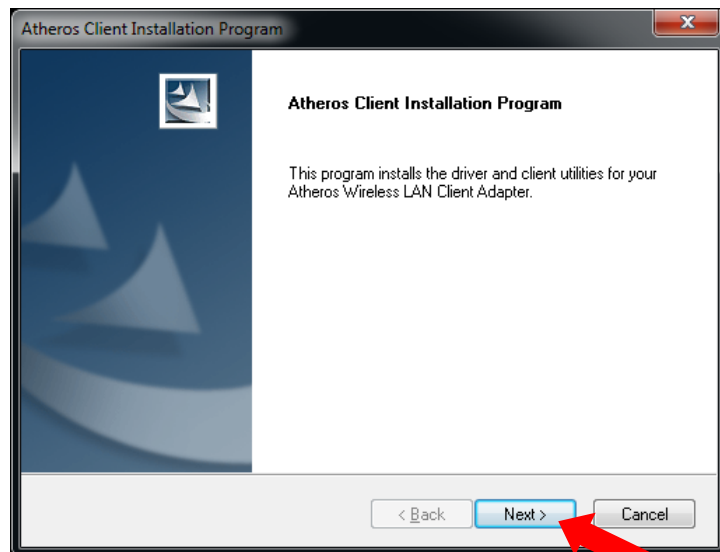 Atheros Client Installation Program
Atheros Client Installation Program
This program installs the driver and client utilities for your
Atheros Wireless LAN Client Adapter.
< Back Next > Cancel